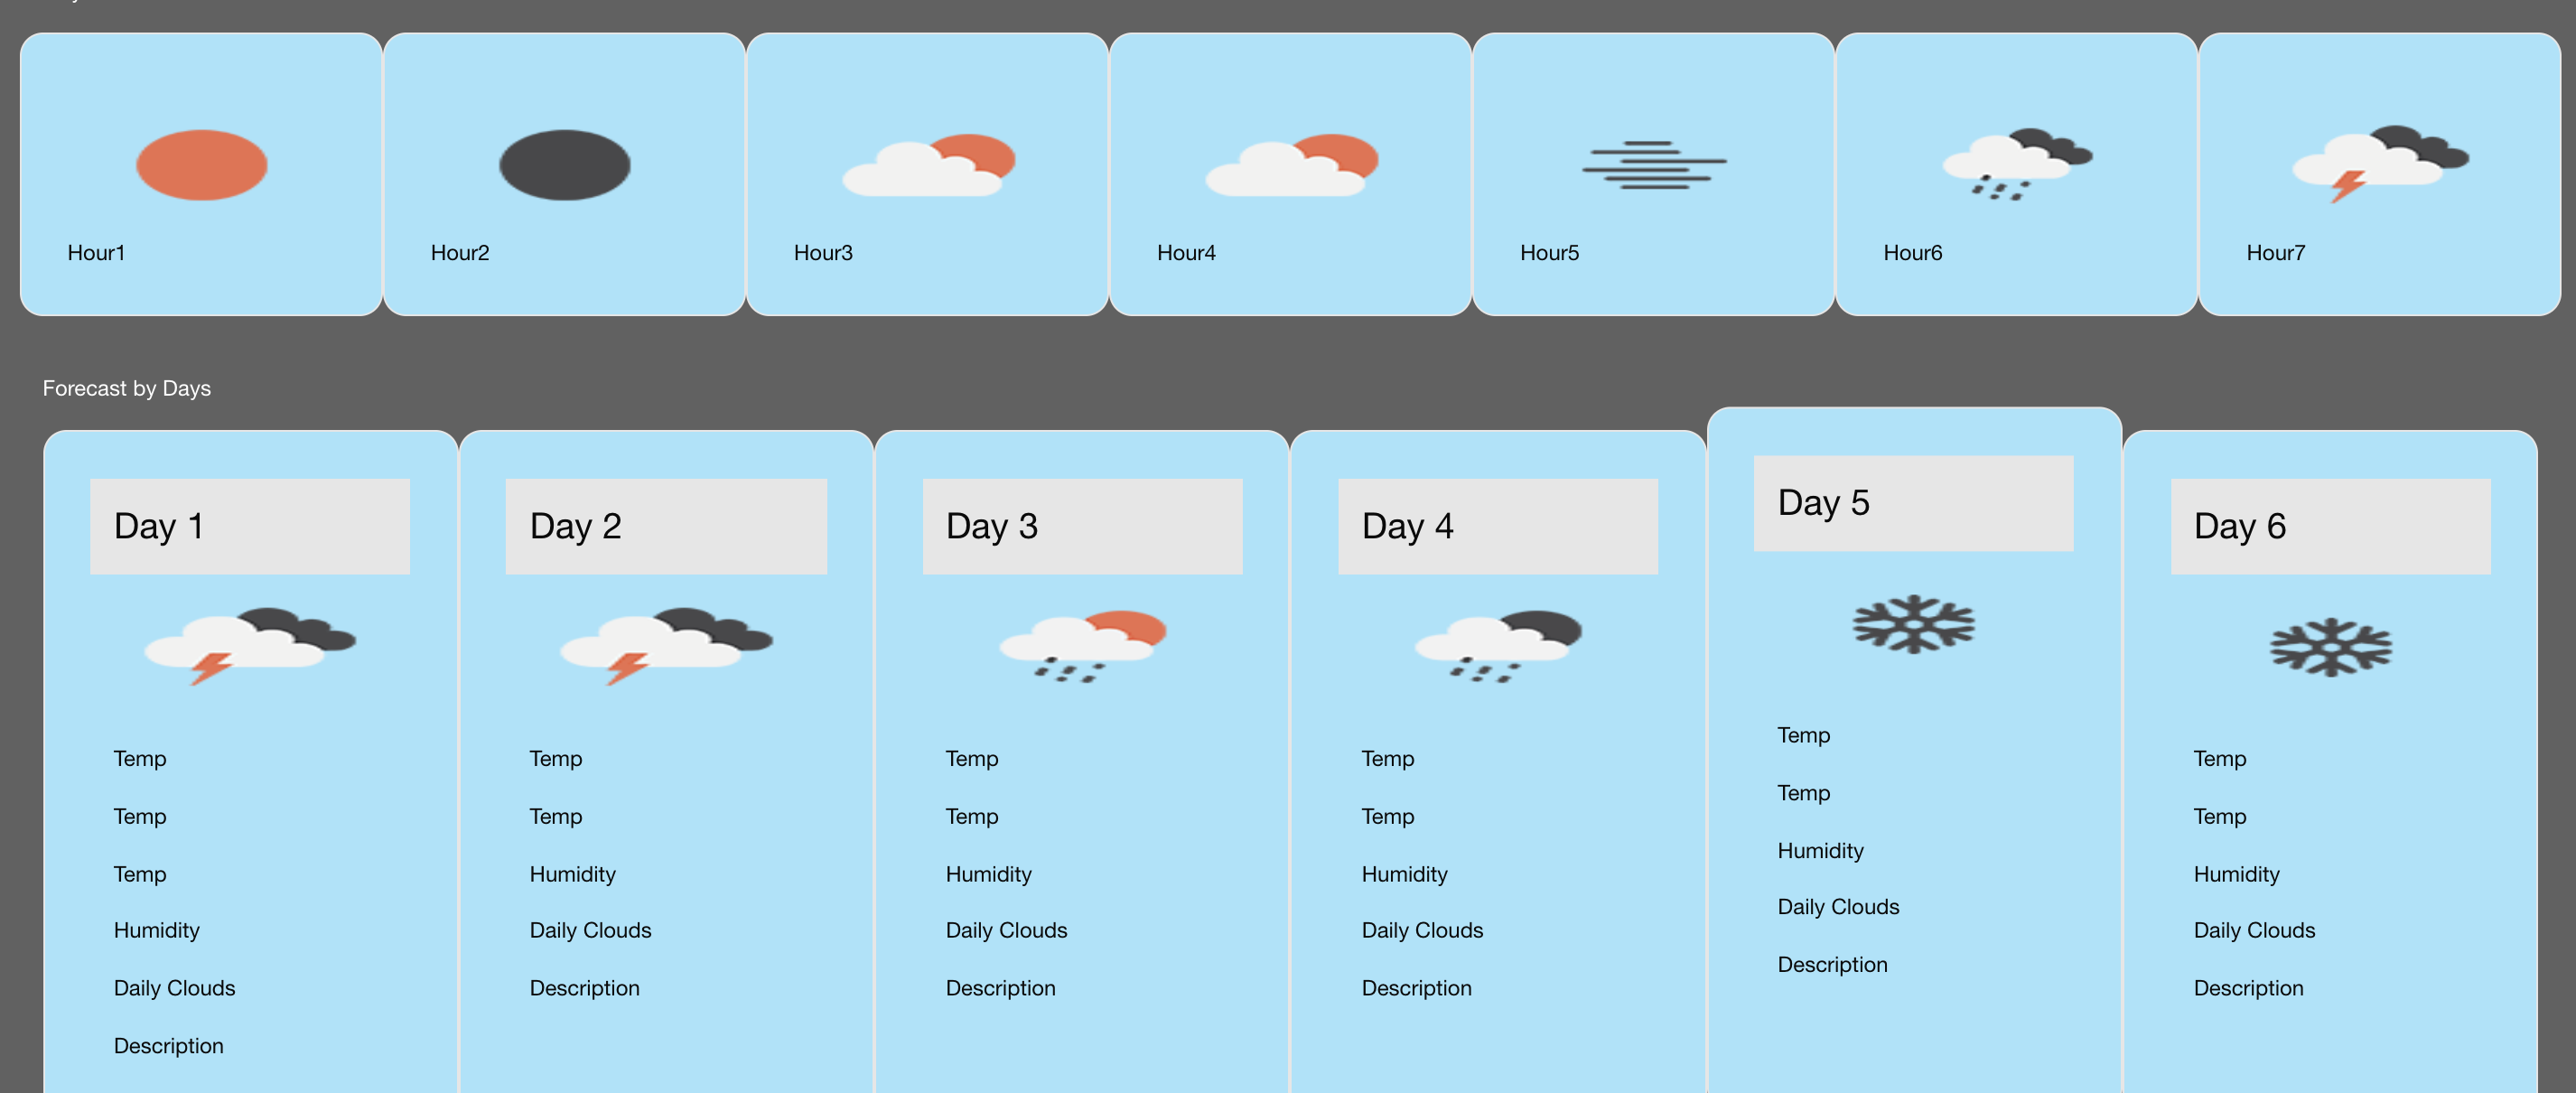 Hour1
Hour2
Hour3
Hour4
Hour5
Hour6
Hour7
Forecast by Days
Day 1
Temp
Temp
Temp
Humidity
Daily Clouds
Description
Day 2
Temp
Temp
Humidity
Daily Clouds
Description
Day 3
Temp
Temp
Humidity
Daily Clouds
Description
Day 4
Temp
Temp
Humidity
Daily Clouds
Description
Day 5
Temp
Temp
Humidity
Daily Clouds
Description
Day 6
Temp
Temp
Humidity
Daily Clouds
Description